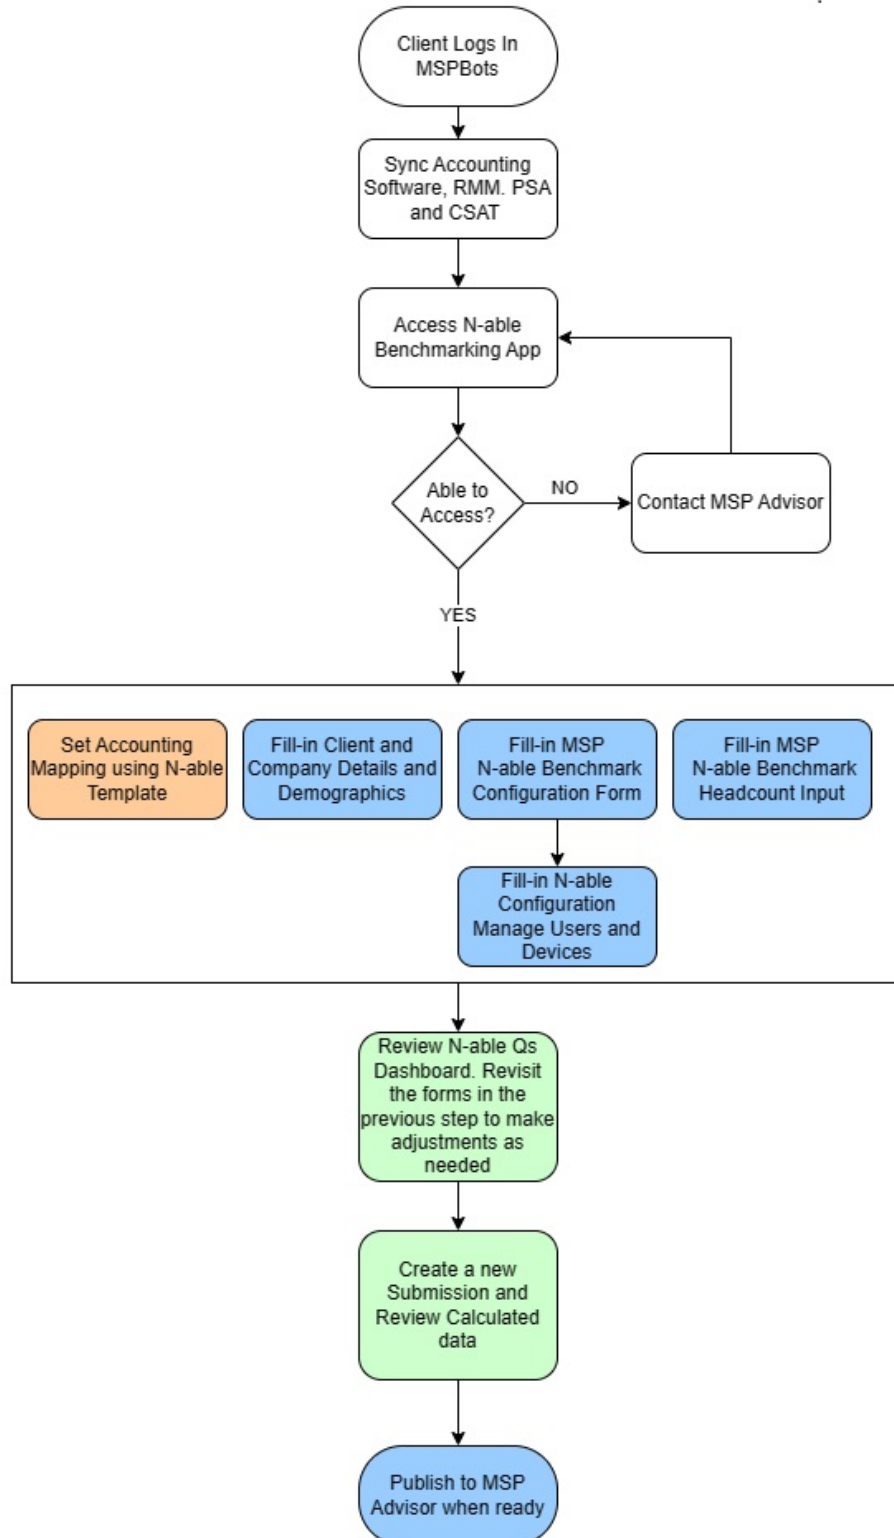 Client Logs In
MSPBots
Sync Accounting
Software, RMM. PSA
and CSAT
Access N-able
Benchmarking App
Able to
Access?
NO
Contact MSP Advisor
YES
Set Accounting
Mapping using N-able
Template
Fill-in Client and
Company Details and
Demographics
Fill-in MSP
N-able Benchmark
Configuration Form
Fill-in MSP
N-able Benchmark
Headcount Input
Fill-in N-able
Configuration
Manage Users and
Devices
Review N-able Qs
Dashboard. Revisit
the forms in the
previous step to make
adjustments as
needed
Create a new
Submission and
Review Calculated
data
Publish to MSP
Advisor when ready